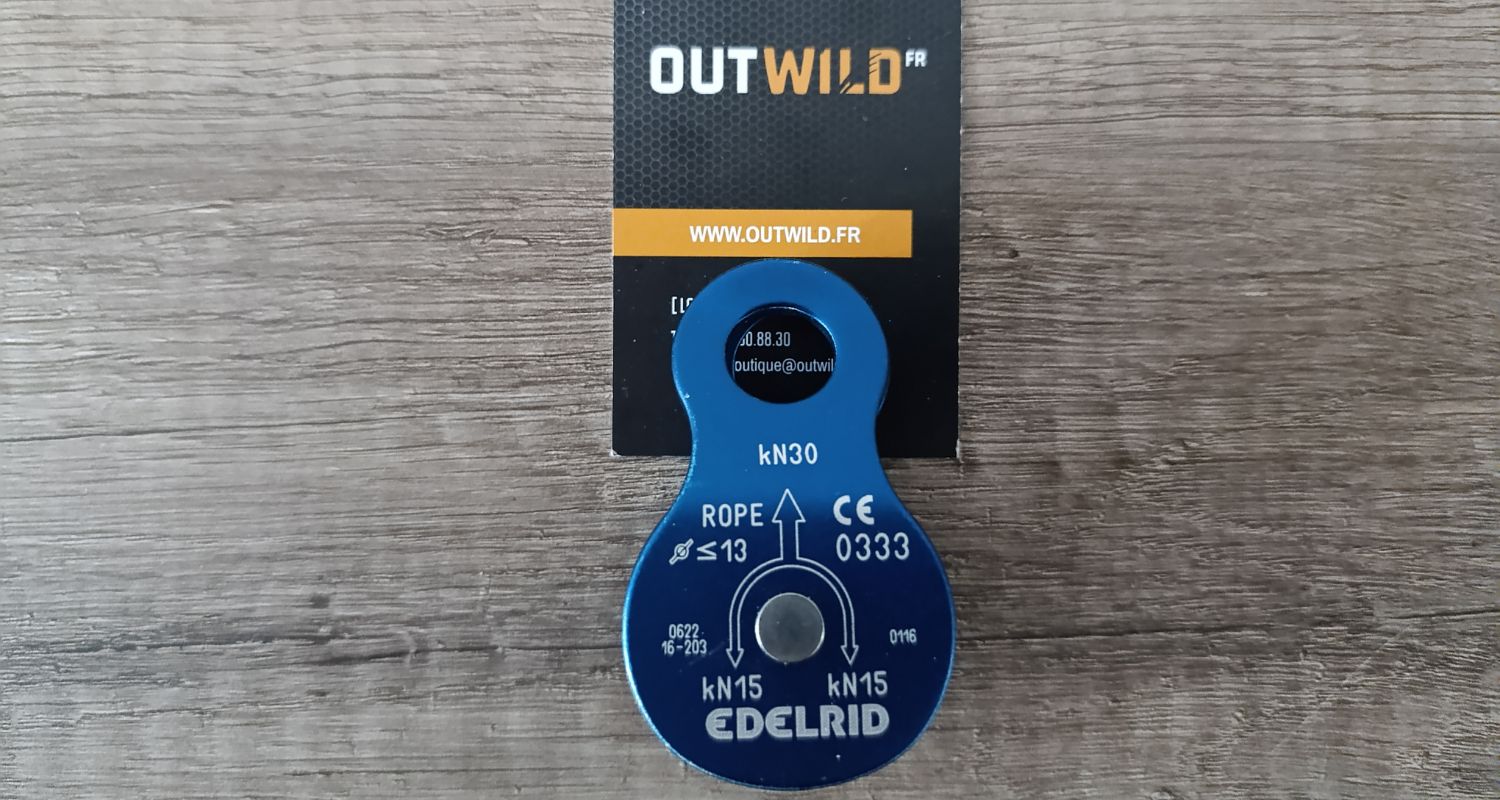 OUTWILD FR
WWW.OUTWILD.FR
0.88.30
outique@outwil
kN30
ROPE
≤13
CE
0333
0622
16-203
0116
kN15 kN15
EDELRID